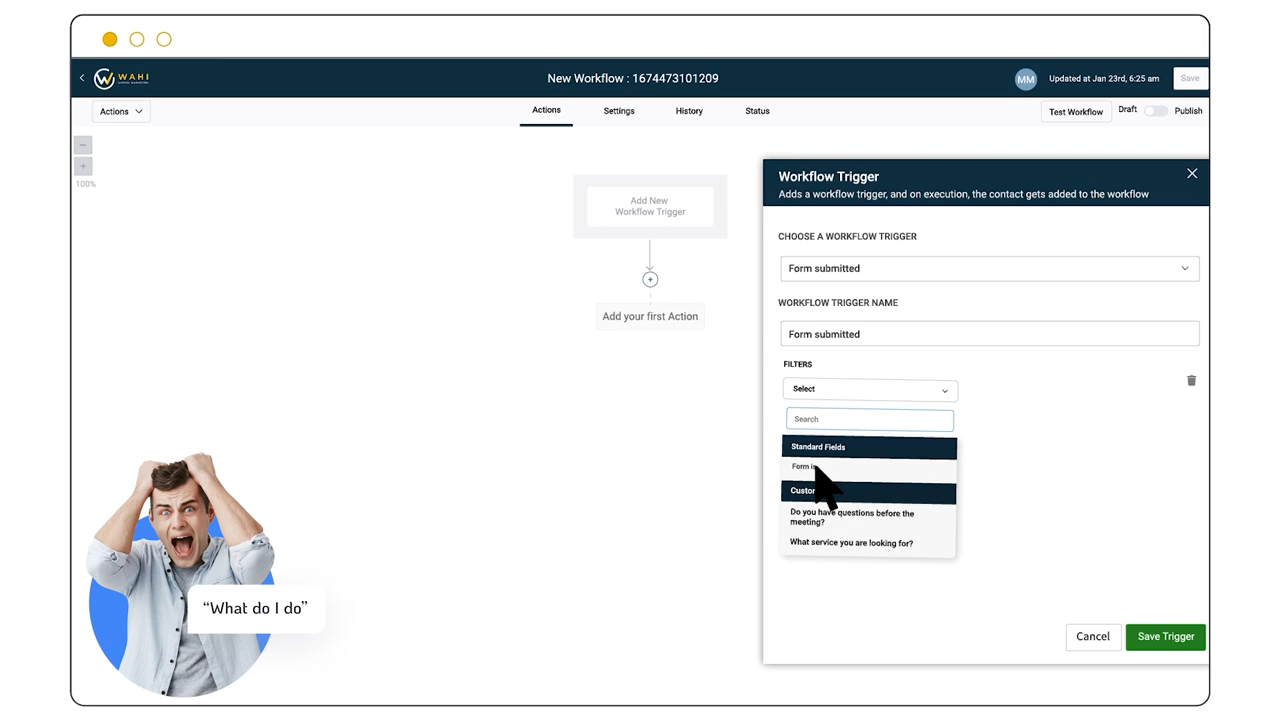 WAHI
New Workflow : 1674473101209
MM
Updated at Jan 23rd, 6:25 am
Save
Actions
Actions
Settings
History
Status
Test Workflow
Draft
Publish
100%
Add New
Workflow Trigger
Add your first Action
Workflow Trigger
Adds a workflow trigger, and on execution, the contact gets added to the workflow
CHOOSE A WORKFLOW TRIGGER
Form submitted
WORKFLOW TRIGGER NAME
Form submitted
FILTERS
Select
Search
Standard Fields
Form is
Do you have questions before the
meeting?
What service you are looking for?
Cancel
Save Trigger
“What do I do”